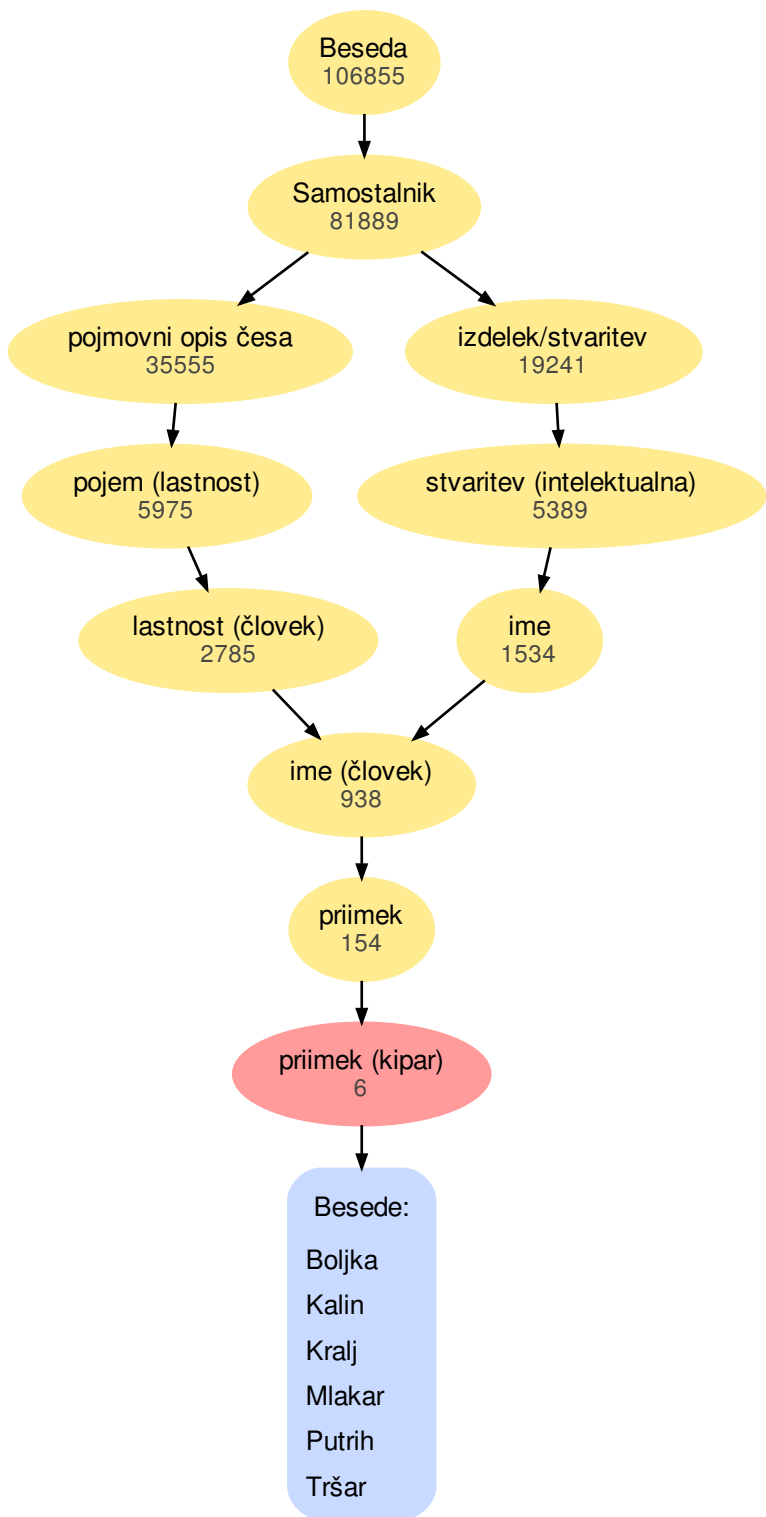 Beseda
106855
Samostalnik
81889
pojmovni opis česa
35555
izdelek/stvaritev
19241
pojem (lastnost)
5975
stvaritev (intelektualna)
5389
lastnost (človek)
2785
ime
1534
ime (človek)
938
priimek
154
priimek (kipar)
6
Besede:
Boljka
Kalin
Kralj
Mlakar
Putrih
Tršar